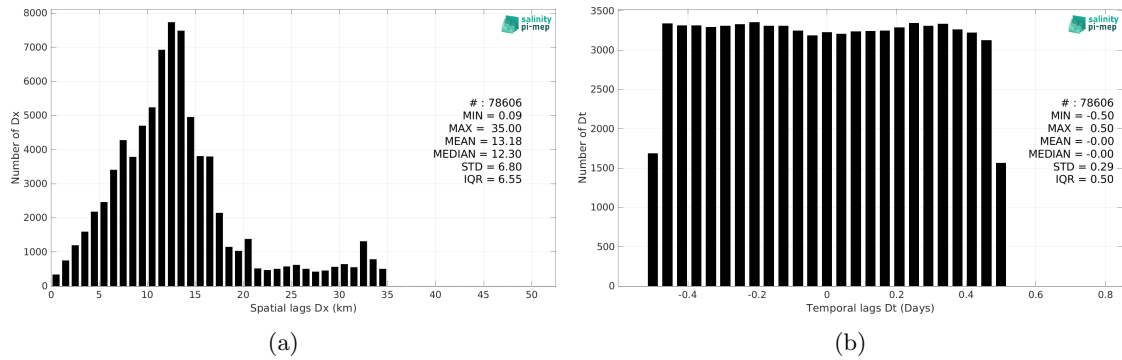 8000
7000
6000
5000
4000
3000
2000
1000
0
Number of Dx
salinity
pi-mep
# : 78606
MIN = 0.09
MAX = 35.00
MEAN = 13.18
MEDIAN = 12.30
STD = 6.80
IQR = 6.55
0 5 10 15 20 25 30 35 40 45 50
Spatial lags Dx (km)
(a)
3500
3000
2500
2000
1500
1000
500
0
Number of Dt
salinity
pi-mep
# : 78606
MIN = -0.50
MAX = 0.50
MEAN = -0.00
MEDIAN = -0.00
STD = 0.29
IQR = 0.50
-0.4 -0.2 0 0.2 0.4 0.6 0.8
Temporal lags Dt (Days)
(b)